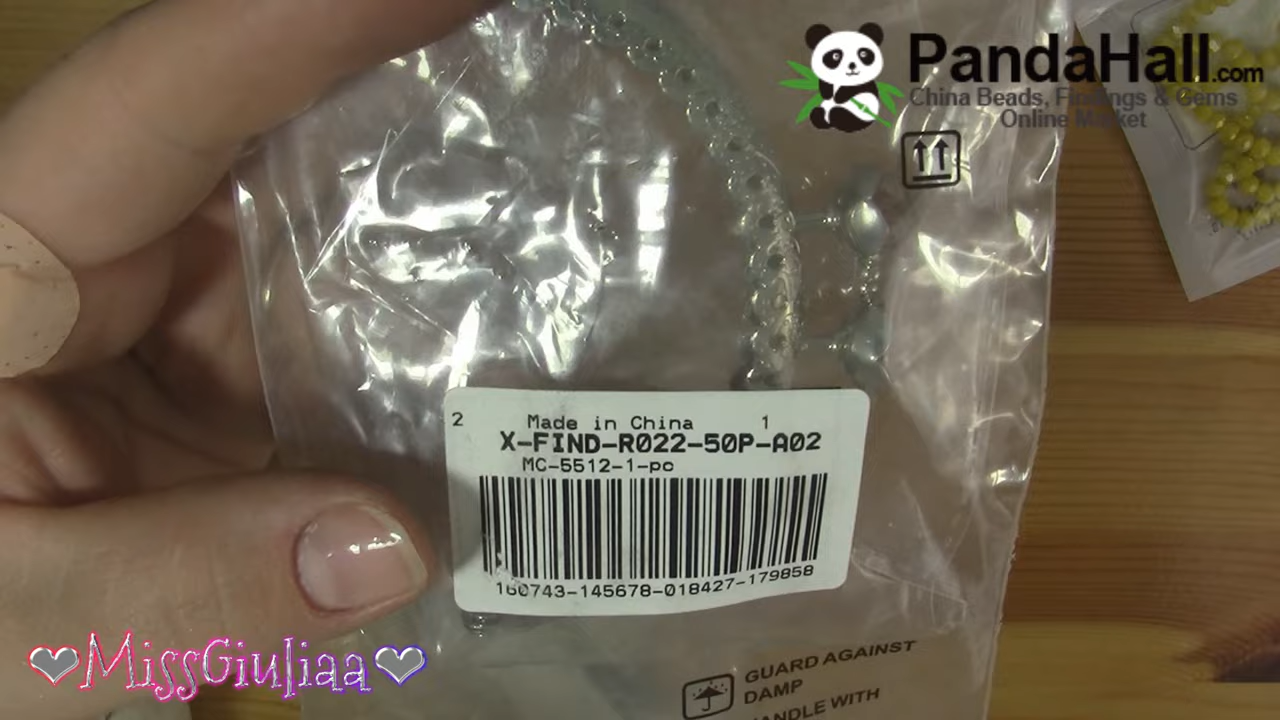 PandaHall.com
China Beads, Findings & Gems
Online Market
2 Made in China 1
X-FIND-R022-50P-A02
MC-5512-1-pc
160743-145678-018427-179858
GUARD AGAINST
DAMP
HANDLE WITH
MissGiuliaa